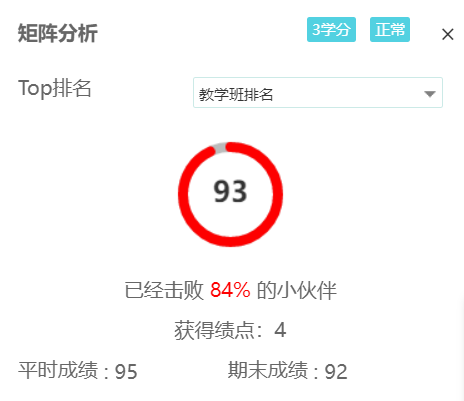 矩阵分析 3学分 正常 ×
Top排名 教学班排名
93
已经击败 84% 的小伙伴
获得绩点：4
平时成绩 : 95 期末成绩 : 92